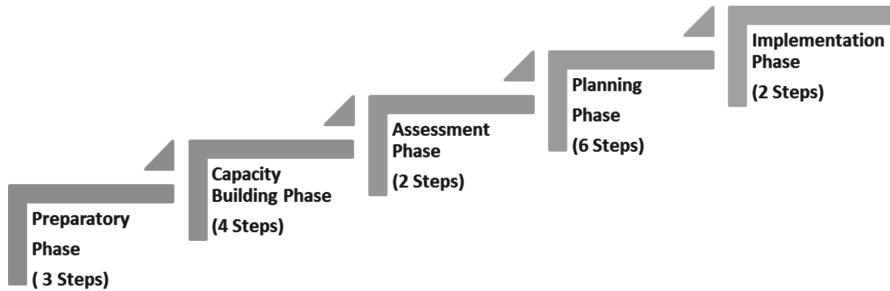 Preparatory
Phase
( 3 Steps)
Capacity
Building Phase
(4 Steps)
Assessment
Phase
(2 Steps)
Planning
Phase
(6 Steps)
Implementation
Phase
(2 Steps)